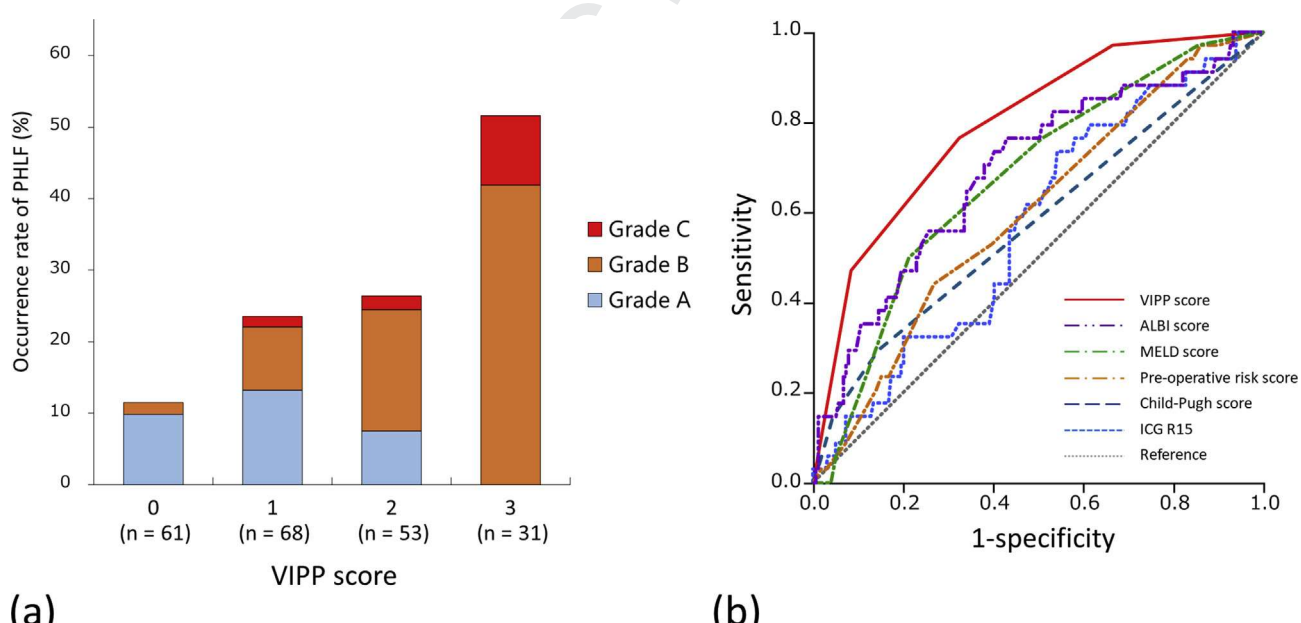 Occurrence rate of PHLF (%)
60
50
40
30
20
10
0
0
(n = 61)
1
(n = 68)
2
(n = 53)
3
(n = 31)
VIPP score
Grade C
Grade B
Grade A
(a)
Sensitivity
1.0
0.8
0.6
0.4
0.2
0.0
0.0 0.2 0.4 0.6 0.8 1.0
1-specificity
VIPP score
ALBI score
MELD score
Pre-operative risk score
Child-Pugh score
ICG R15
Reference
(b)